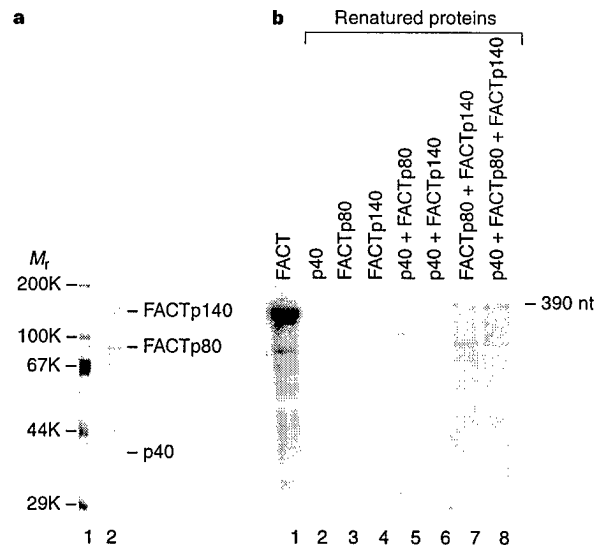 a
Mr
200K
100K
67K
44K
29K
FACTp140
FACTp80
p40
1 2
b
Renatured proteins
FACT
p40
FACTp80
FACTp140
p40 + FACTp80
p40 + FACTp140
FACTp80 + FACTp140
p40 + FACTp80 + FACTp140
390 nt
1 2 3 4 5 6 7 8